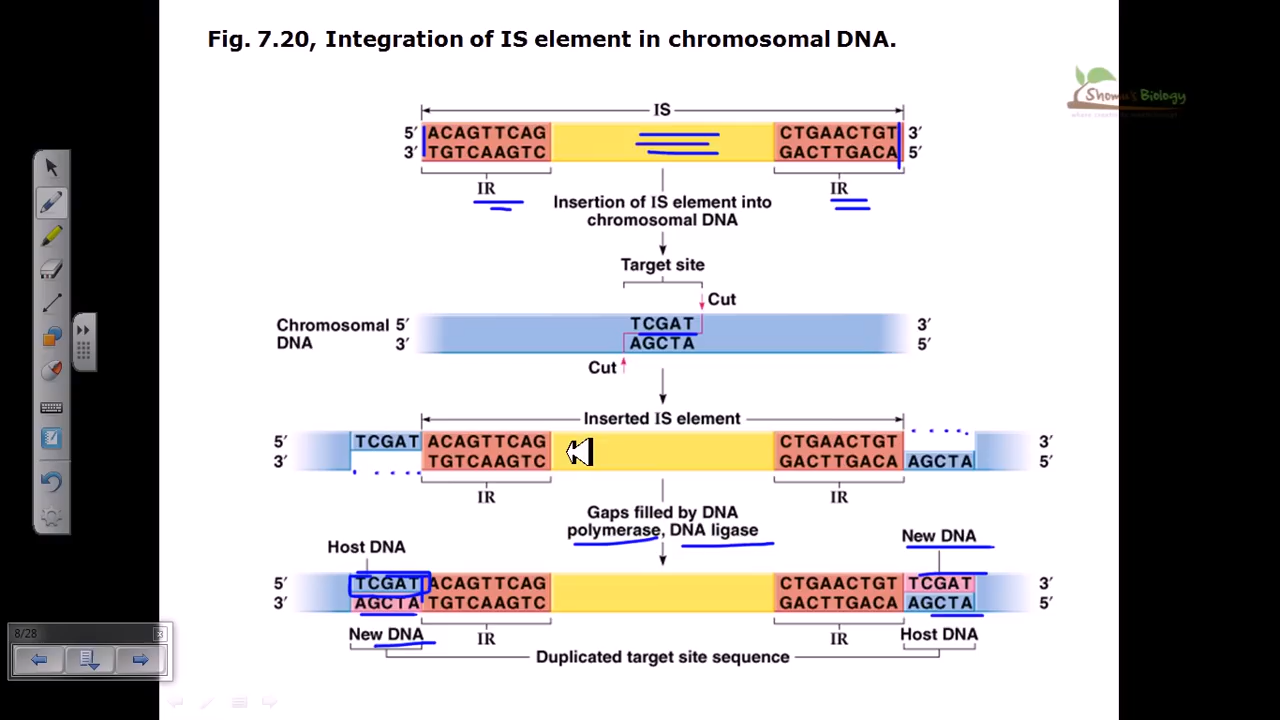 Fig. 7.20, Integration of IS element in chromosomal DNA.
Shomu's Biology
IS
5′ ACAGTTCAG CTGAACTGT 3′
3′ TGTCAAGTC GACTTGACA 5′
IR IR
Insertion of IS element into
chromosomal DNA
Target site
Cut
Chromosomal 5′ TCGAT 3′
DNA 3′ AGCTA 5′
Cut
Inserted IS element
5′ TCGAT ACAGTTCAG CTGAACTGT 3′
3′ TGTCAAGTC GACTTGACA AGCTA 5′
IR IR
Gaps filled by DNA
polymerase, DNA ligase
Host DNA New DNA
5′ TCGAT ACAGTTCAG CTGAACTGT TCGAT 3′
3′ AGCTA TGTCAAGTC GACTTGACA AGCTA 5′
New DNA IR IR Host DNA
Duplicated target site sequence
8/28